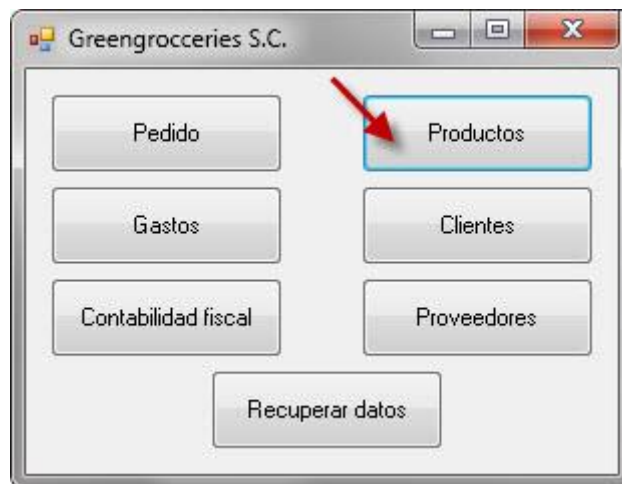 Greengrocceries S.C.
Pedido
Productos
Gastos
Clientes
Contabilidad fiscal
Proveedores
Recuperar datos